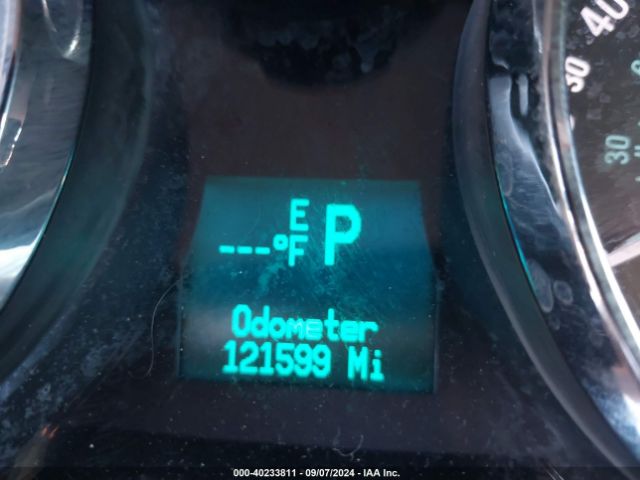 40
30
30
E
---°F P
Odometer
121599 Mi
000-40233811 - 09/07/2024 - IAA Inc.